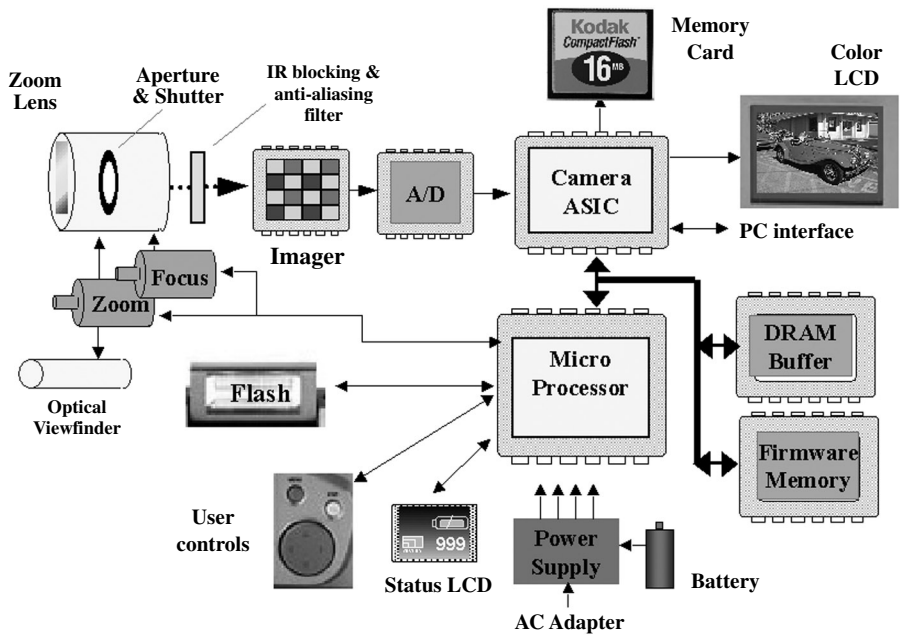 Kodak
CompactFlash
16 MB
Memory
Card
Color
LCD
Zoom
Lens
Aperture
& Shutter
IR blocking &
anti-aliasing
filter
A/D
Camera
ASIC
Imager
PC interface
Focus
Zoom
Micro
Processor
DRAM
Buffer
Flash
Optical
Viewfinder
Firmware
Memory
User
controls
999
Status LCD
Power
Supply
Battery
AC Adapter